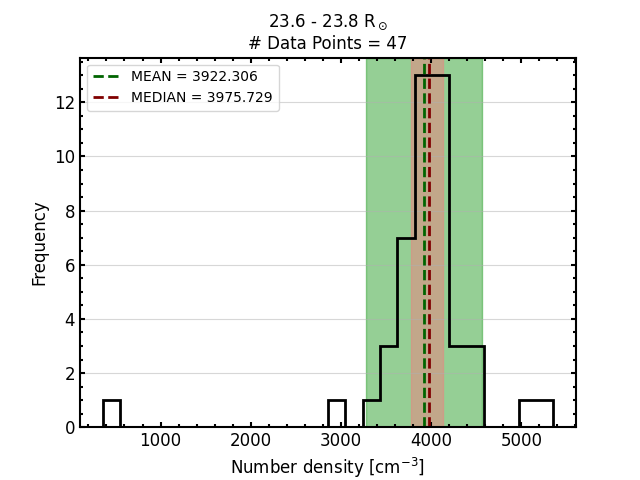 23.6 - 23.8 R⊙
# Data Points = 47
MEAN = 3922.306
MEDIAN = 3975.729
Frequency
12
10
8
6
4
2
0
1000 2000 3000 4000 5000
Number density [cm⁻³]